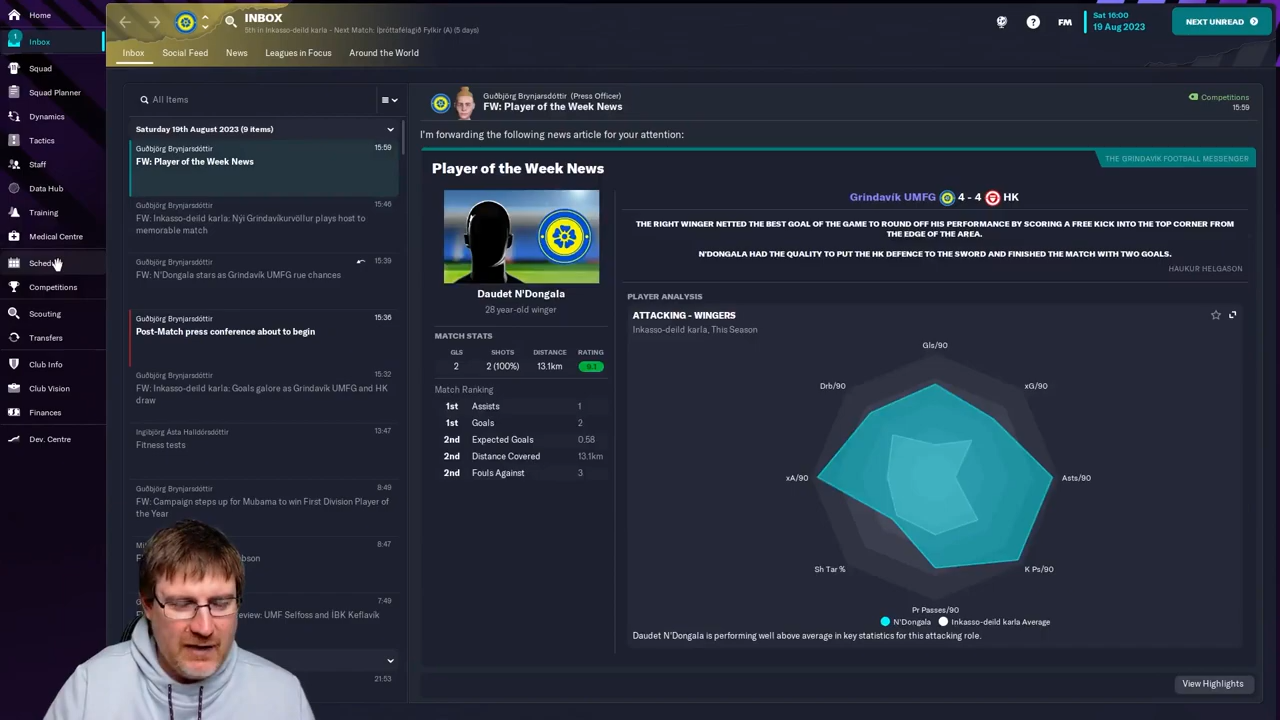 Home
INBOX
5th in Inkasso-deild karla - Next Match: Íþróttafélagið Fylkir (A) (5 days)
FM
Sat 16:00
19 Aug 2023
NEXT UNREAD
1
Inbox
Squad
Squad Planner
Dynamics
Tactics
Staff
Data Hub
Training
Medical Centre
Competitions
Scouting
Transfers
Club Info
Club Vision
Finances
Dev. Centre
Inbox
Social Feed
News
Leagues in Focus
Around the World
All Items
Saturday 19th August 2023 (9 items)
Guðbjörg Brynjarsdóttir
15:59
FW: Player of the Week News
Guðbjörg Brynjarsdóttir
15:46
FW: Inkasso-deild karla: Nýi Grindavíkurvöllur plays host to
memorable match
Guðbjörg Brynjarsdóttir
15:39
FW: N'Dongala stars as Grindavík UMFG rue chances
Guðbjörg Brynjarsdóttir
15:36
Post-Match press conference about to begin
Guðbjörg Brynjarsdóttir
15:32
FW: Inkasso-deild karla: Goals galore as Grindavík UMFG and HK
draw
Ingibjörg Ásta Halldórsdóttir
13:47
Fitness tests
Guðbjörg Brynjarsdóttir
8:49
FW: Campaign steps up for Mubama to win First Division Player of
the Year
8:47
7:49
review: UMF Selfoss and ÍBK Keflavík
21:53
Guðbjörg Brynjarsdóttir (Press Officer)
FW: Player of the Week News
Competitions
15:59
I'm forwarding the following news article for your attention:
THE GRINDAVÍK FOOTBALL MESSENGER
Player of the Week News
Daudet N'Dongala
28 year-old winger
MATCH STATS
GLS SHOTS DISTANCE RATING
2 2 (100%) 13.1km 9.1
Match Ranking
1st Assists 1
1st Goals 2
2nd Expected Goals 0.58
2nd Distance Covered 13.1km
2nd Fouls Against 3
Grindavík UMFG 4 - 4 HK
THE RIGHT WINGER NETTED THE BEST GOAL OF THE GAME TO ROUND OFF HIS PERFORMANCE BY SCORING A FREE KICK INTO THE TOP CORNER FROM
THE EDGE OF THE AREA.
N'DONGALA HAD THE QUALITY TO PUT THE HK DEFENCE TO THE SWORD AND FINISHED THE MATCH WITH TWO GOALS.
HAUKUR HELGASON
PLAYER ANALYSIS
ATTACKING - WINGERS
Inkasso-deild karla, This Season
Gls/90
Drb/90
xG/90
xA/90
Asts/90
Sh Tar %
K Ps/90
Pr Passes/90
N'Dongala
Inkasso-deild karla Average
Daudet N'Dongala is performing well above average in key statistics for this attacking role.
View Highlights